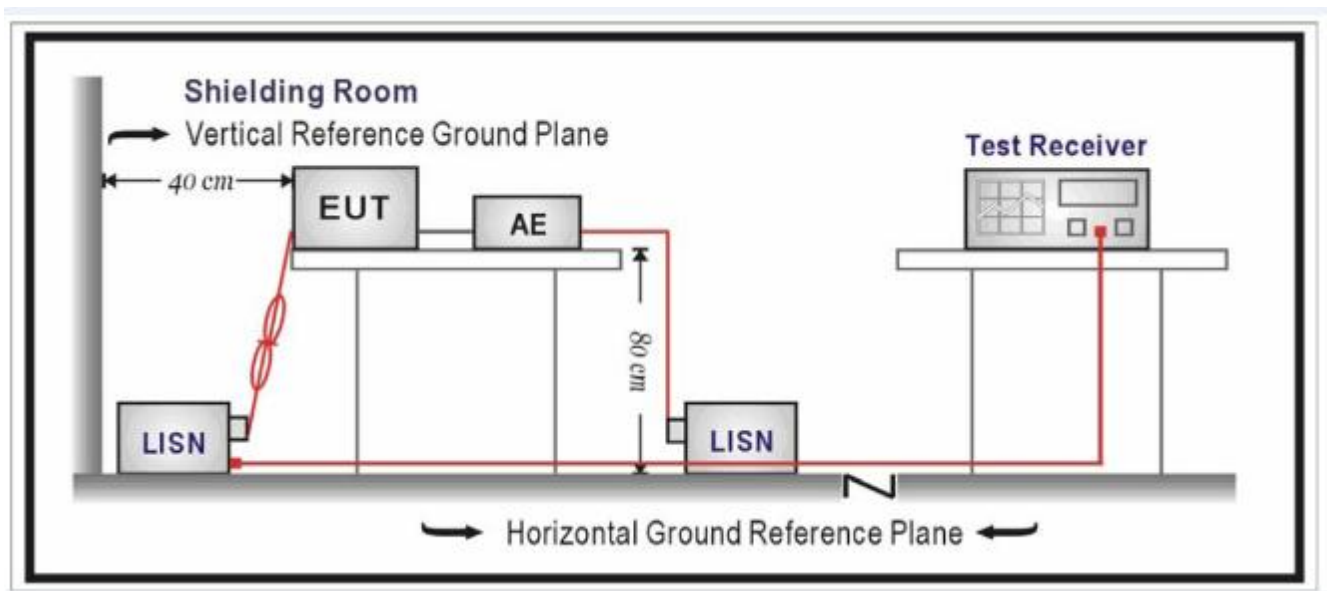 Shielding Room
Vertical Reference Ground Plane
Test Receiver
40 cm
EUT
AE
80 cm
LISN
LISN
Horizontal Ground Reference Plane